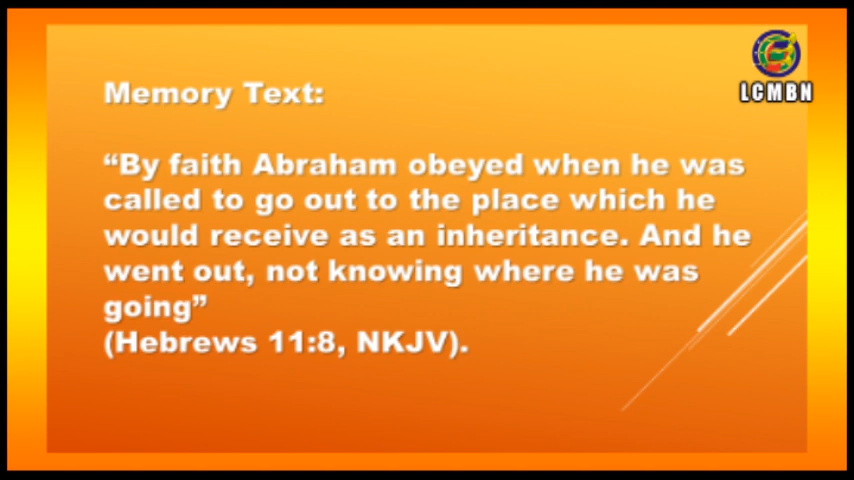 LCMBN
Memory Text:
“By faith Abraham obeyed when he was
called to go out to the place which he
would receive as an inheritance. And he
went out, not knowing where he was
going”
(Hebrews 11:8, NKJV).